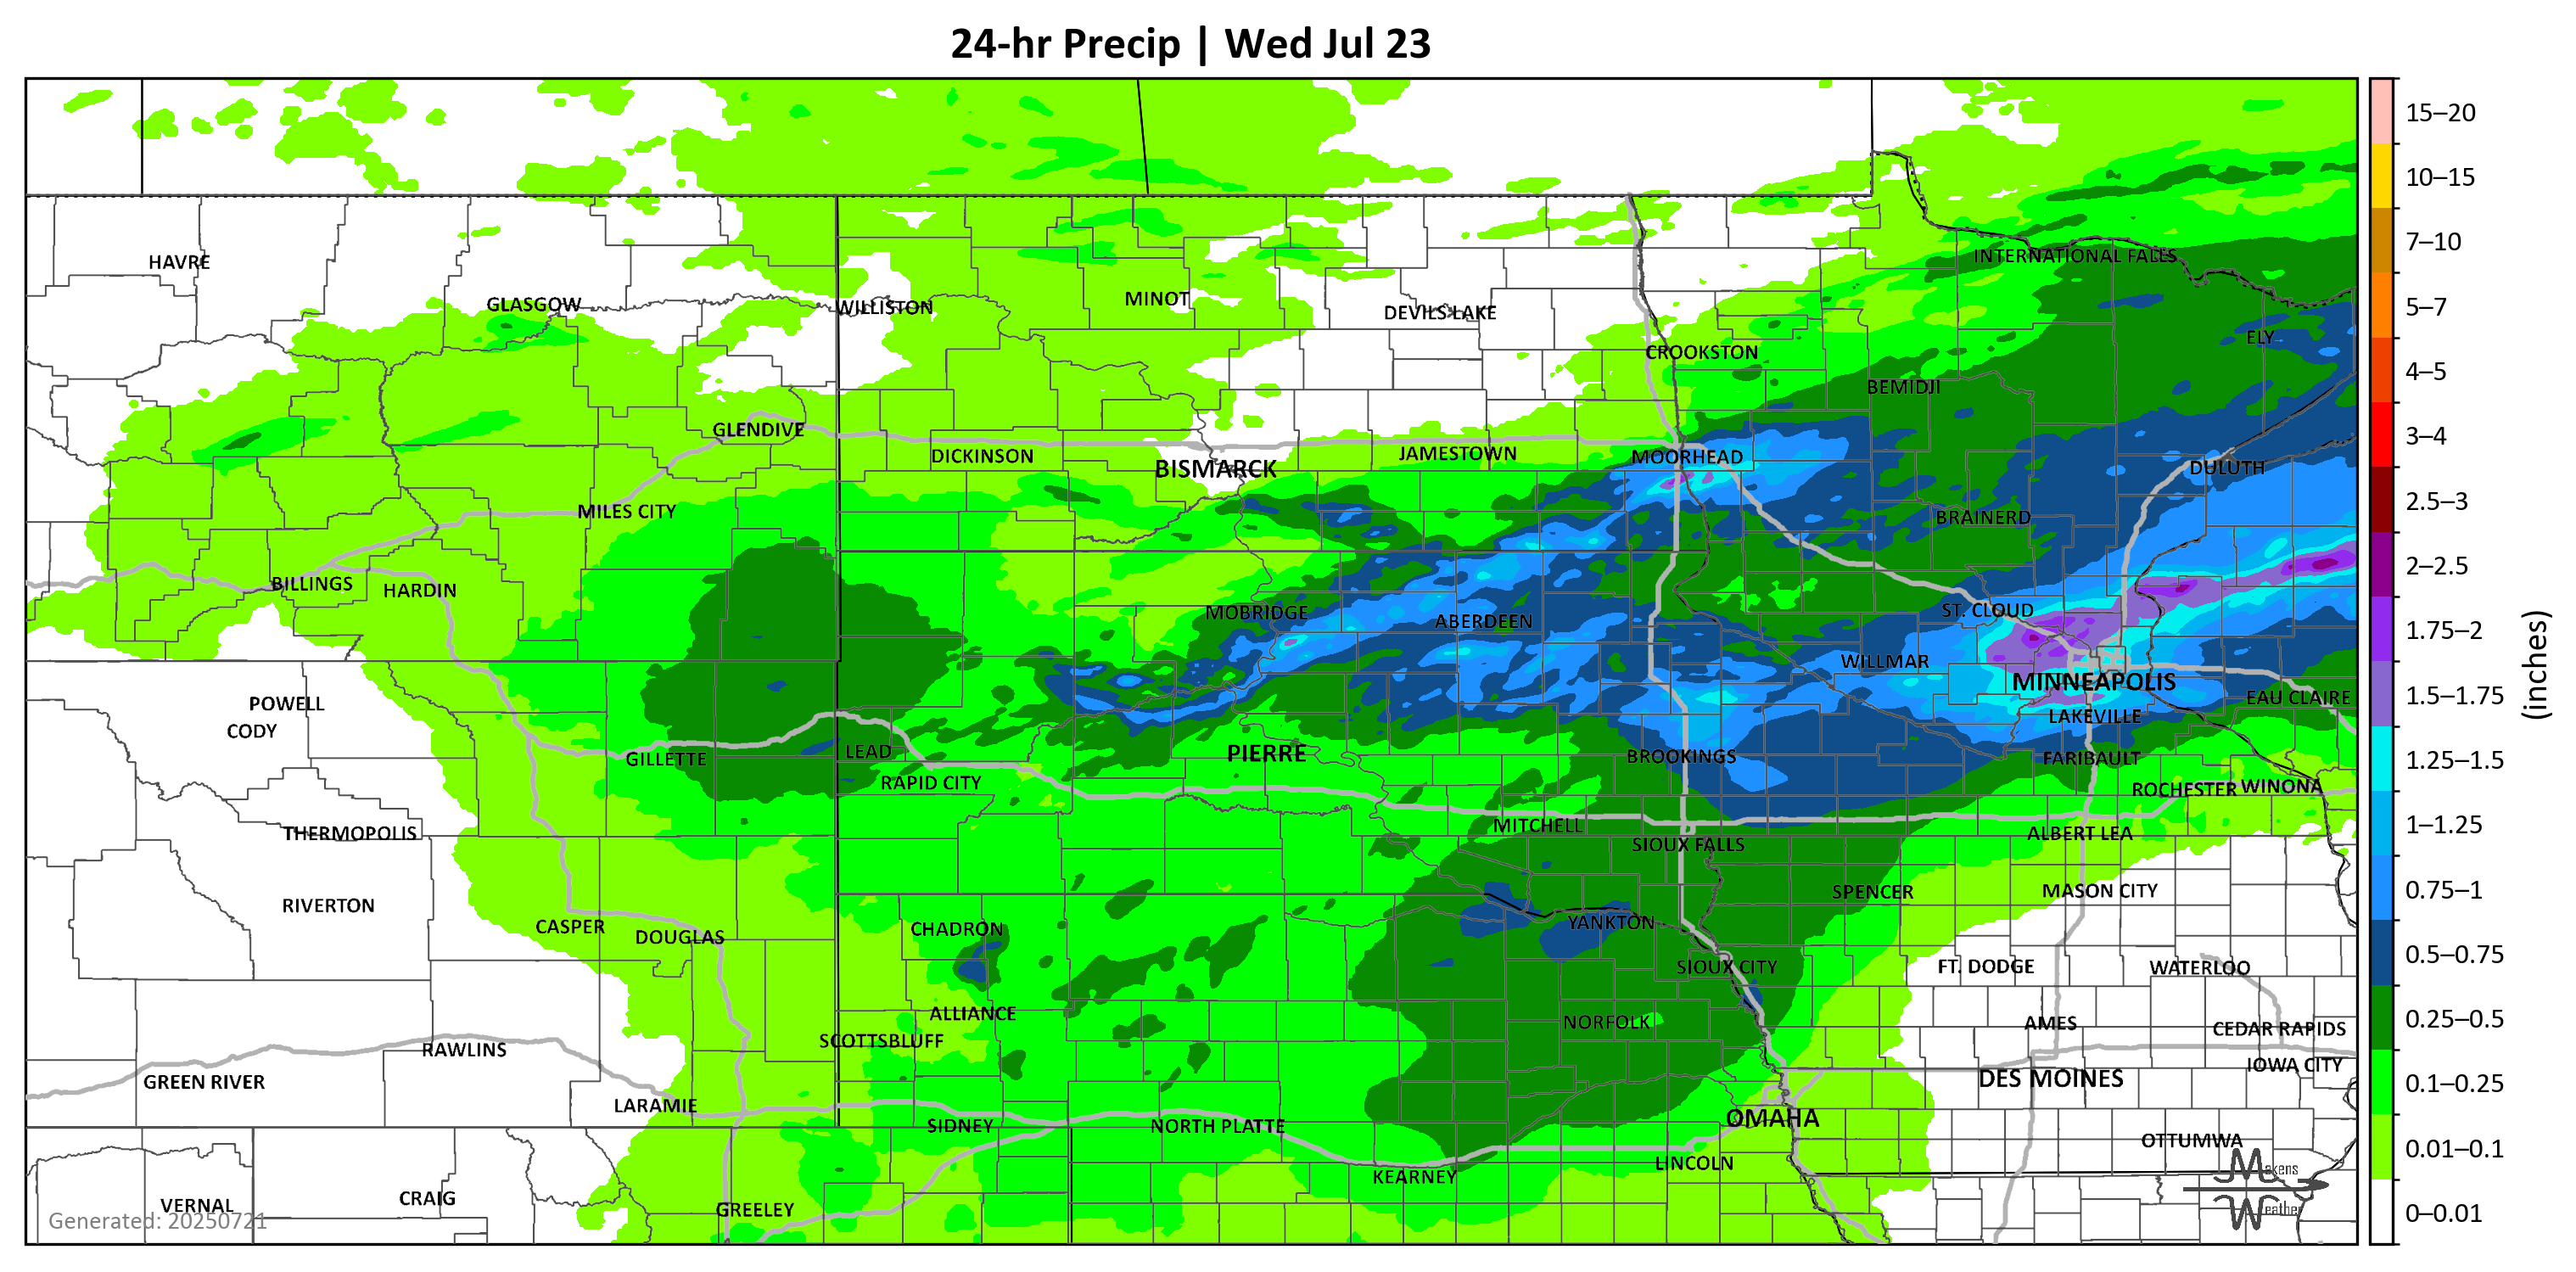 24-hr Precip | Wed Jul 23
15–20
10–15
7–10
5–7
4–5
3–4
2.5–3
2–2.5
1.75–2
1.5–1.75
1.25–1.5
1–1.25
0.75–1
0.5–0.75
0.25–0.5
0.1–0.25
0.01–0.1
0–0.01
(inches)
HAVRE
INTERNATIONAL FALLS
GLASGOW
WILLISTON
MINOT
DEVILS LAKE
ELY
CROOKSTON
BEMIDJI
GLENDIVE
DICKINSON
BISMARCK
JAMESTOWN
MOORHEAD
DULUTH
MILES CITY
BRAINERD
BILLINGS
HARDIN
MOBRIDGE
ABERDEEN
ST. CLOUD
WILLMAR
MINNEAPOLIS
POWELL
EAU CLAIRE
CODY
LAKEVILLE
GILLETTE
LEAD
PIERRE
BROOKINGS
FARIBAULT
RAPID CITY
ROCHESTER
WINONA
THERMOPOLIS
MITCHELL
ALBERT LEA
SIOUX FALLS
RIVERTON
SPENCER
MASON CITY
CASPER
DOUGLAS
CHADRON
YANKTON
SIOUX CITY
FT. DODGE
WATERLOO
ALLIANCE
NORFOLK
AMES
CEDAR RAPIDS
SCOTTSBLUFF
RAWLINS
IOWA CITY
GREEN RIVER
DES MOINES
LARAMIE
SIDNEY
NORTH PLATTE
OMAHA
OTTUMWA
LINCOLN
KEARNEY
VERNAL
CRAIG
GREELEY
Generated: 20250721
Makens
Weather